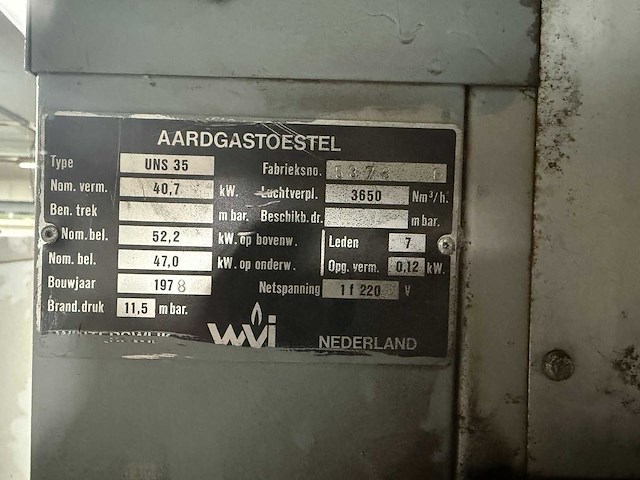 AARDGASTOESTEL
Type UNS 35 Fabrieksno.
Nom. verm. 40,7 kW. Luchtverpl. 3650 Nm³/h.
Ben. trek m bar. Beschikb. dr. m bar.
Nom. bel. 52,2 kW. op bovenw. Leden 7
Nom. bel. 47,0 kW. op onderw. Opg. verm. 0,12 kW.
Bouwjaar 1978 Netspanning 1 f 220 V
Brand. druk 11,5 m bar.
wvi NEDERLAND